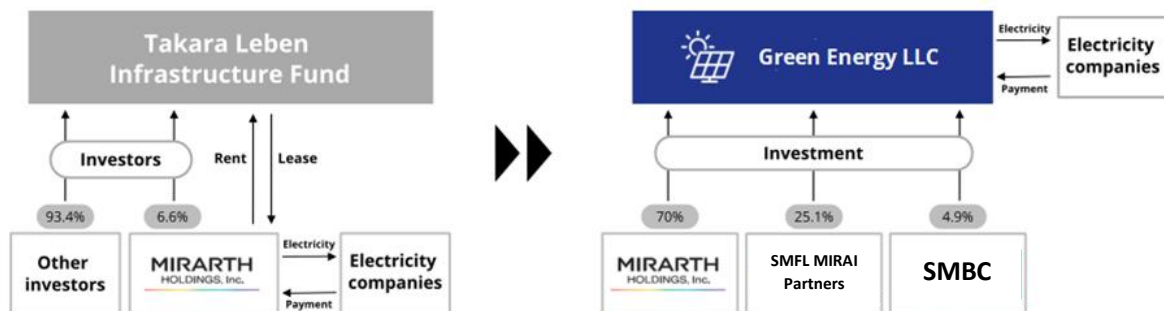 Takara Leben
Infrastructure Fund
Investors
Rent
Lease
93.4%
6.6%
Other
investors
MIRARTH
HOLDINGS, Inc.
Electricity
Payment
Electricity
companies
Green Energy LLC
Electricity
Payment
Electricity
companies
Investment
70%
25.1%
4.9%
MIRARTH
HOLDINGS, Inc.
SMFL MIRAI
Partners
SMBC